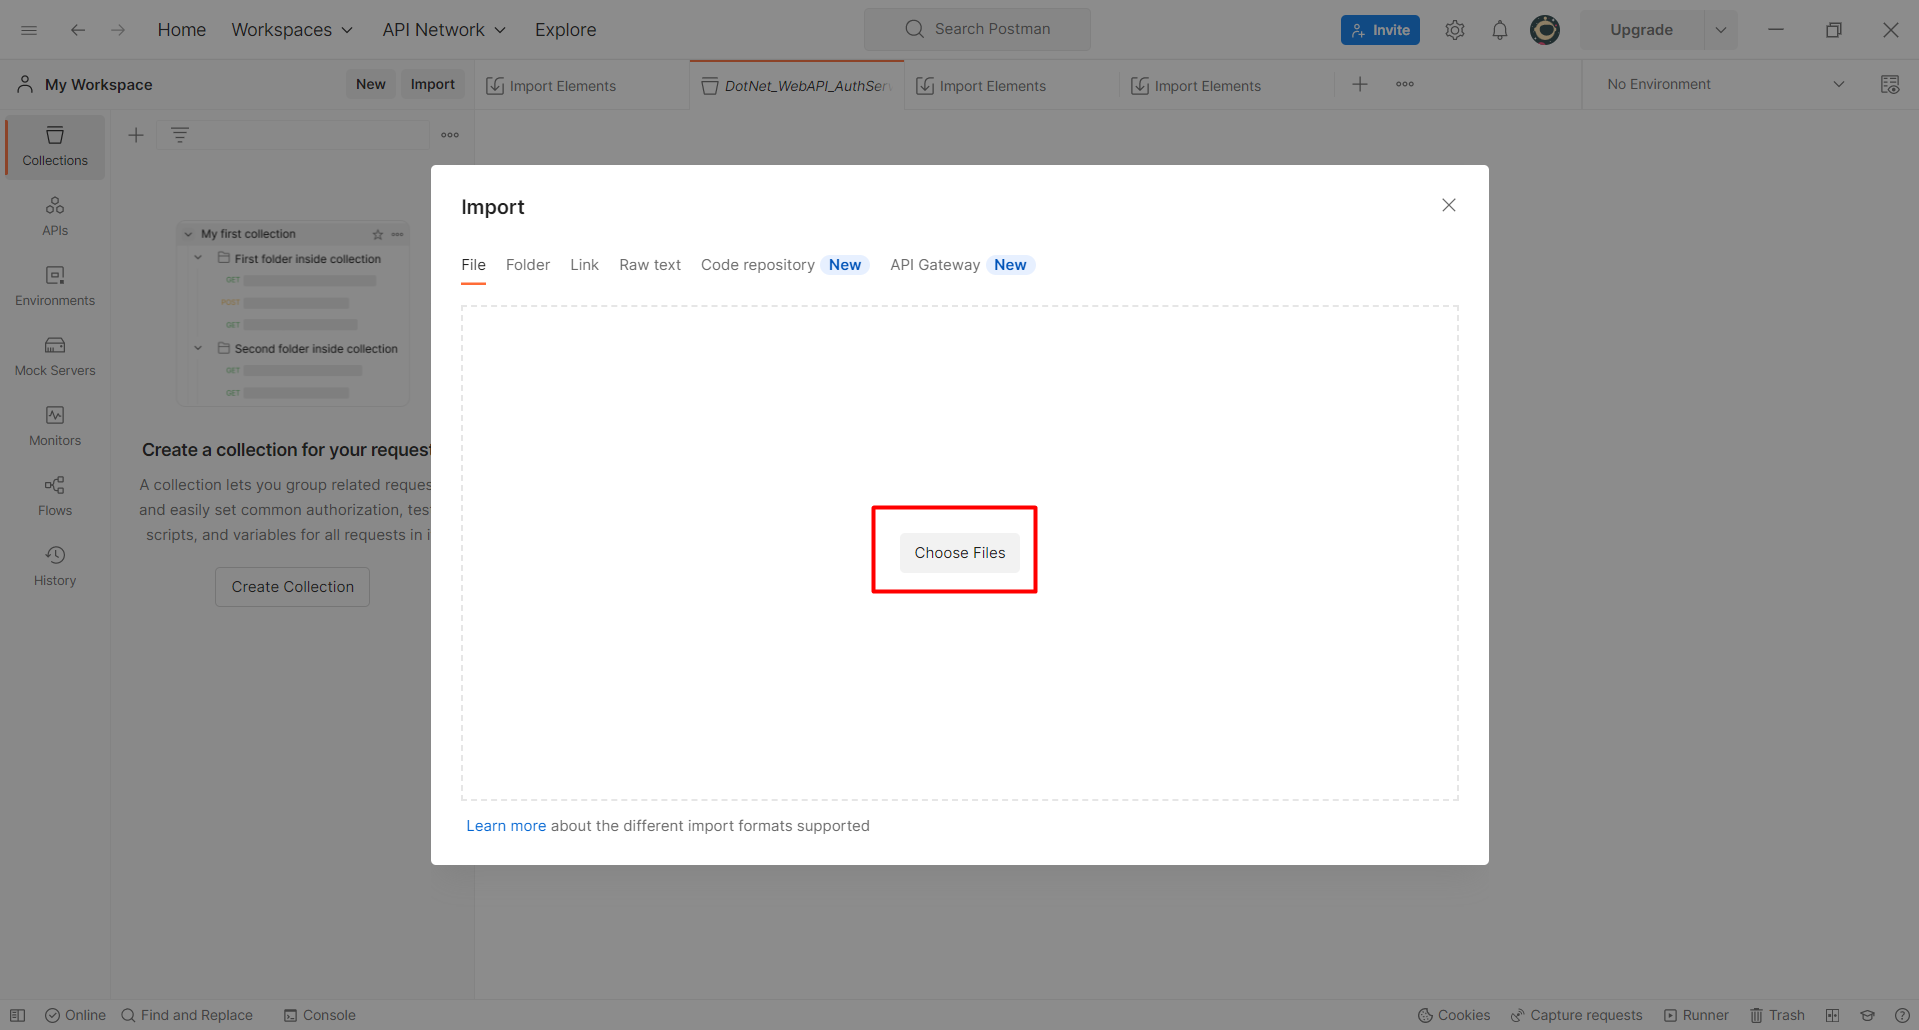 Home Workspaces API Network Explore Search Postman Invite Upgrade
My Workspace New Import Import Elements DotNet_WebAPI_AuthSer Import Elements Import Elements No Environment
Collections
APIs
Environments
Mock Servers
Monitors
Flows
History
My first collection
First folder inside collection
GET
POST
GET
Second folder inside collection
GET
GET
Create a collection for your request
A collection lets you group related reques
and easily set common authorization, tes
scripts, and variables for all requests in i
Create Collection
Import
File Folder Link Raw text Code repository New API Gateway New
Choose Files
Learn more about the different import formats supported
Online Find and Replace Console Cookies Capture requests Runner Trash